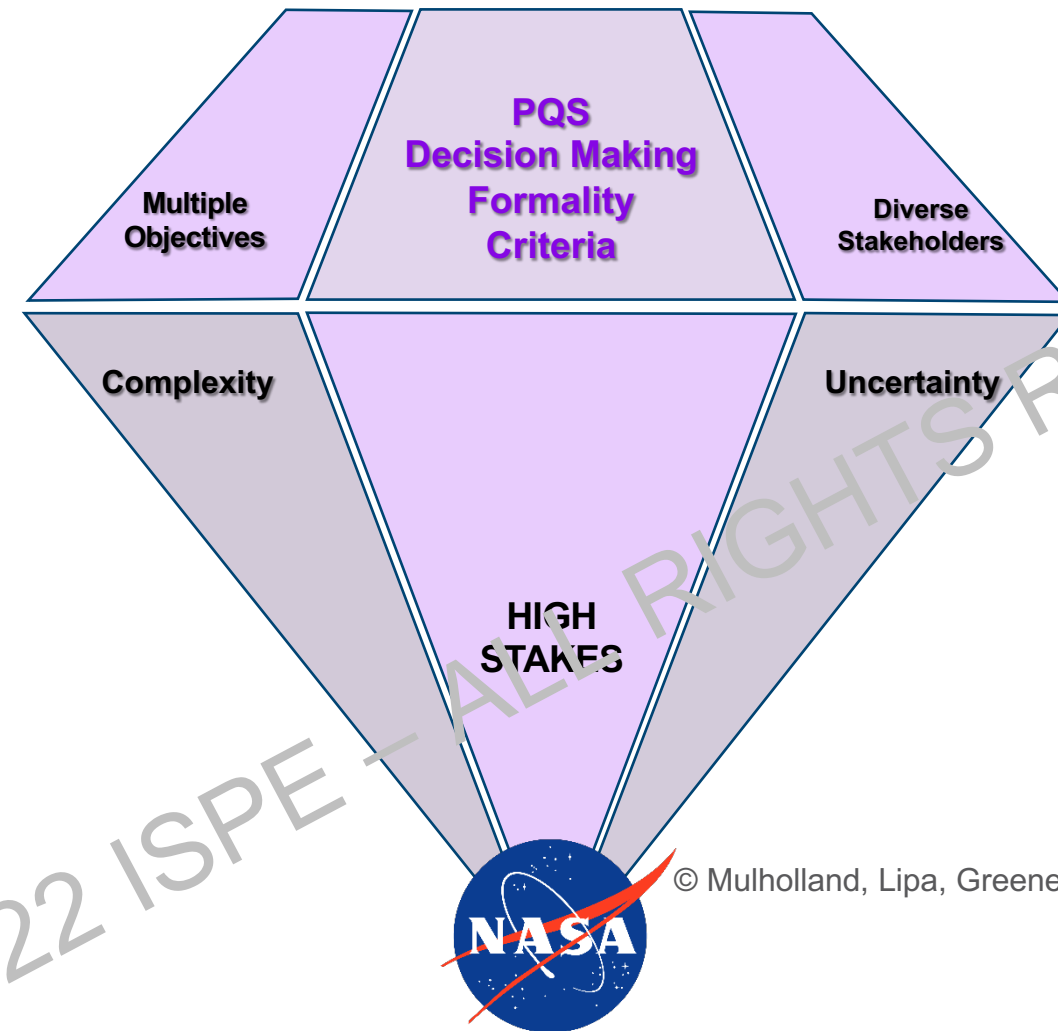 PQS
Decision Making
Formality
Criteria
Multiple
Objectives
Diverse
Stakeholders
Complexity
Uncertainty
HIGH
STAKES
22 ISPE – ALL RIGHTS R
© Mulholland, Lipa, Greene
NASA